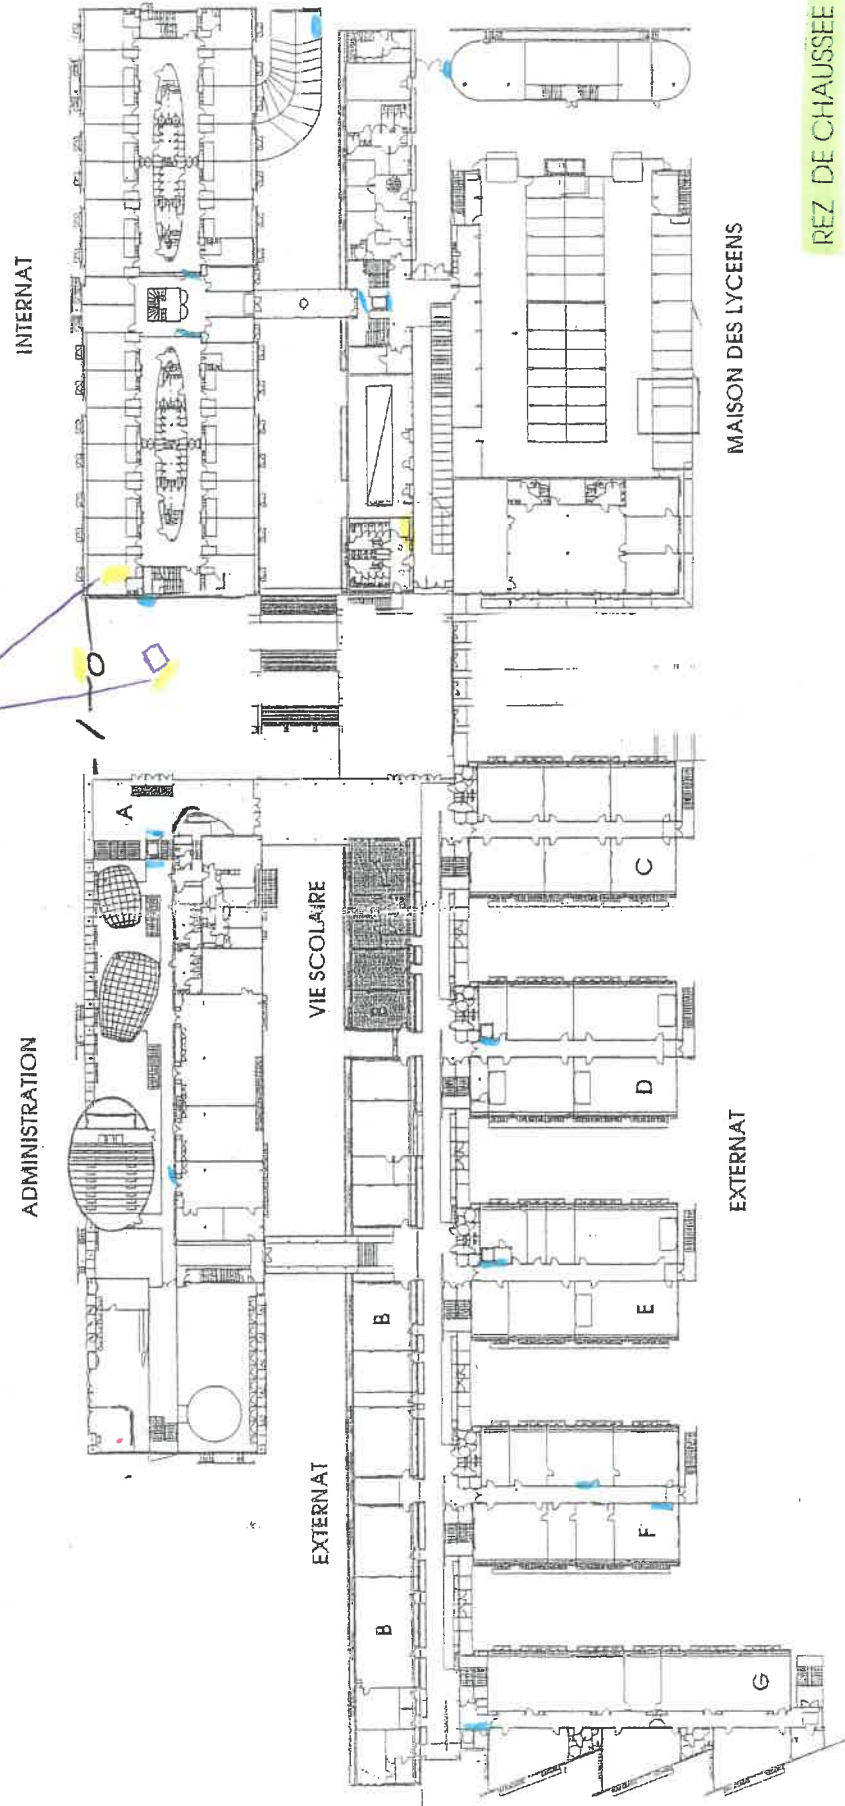 REZ DE CHAUSSEE
INTERNAT
MAISON DES LYCEENS
ADMINISTRATION
A
VIE SCOLAIRE
B
C
D
EXTERNAT
E
B
EXTERNAT
F
B
G